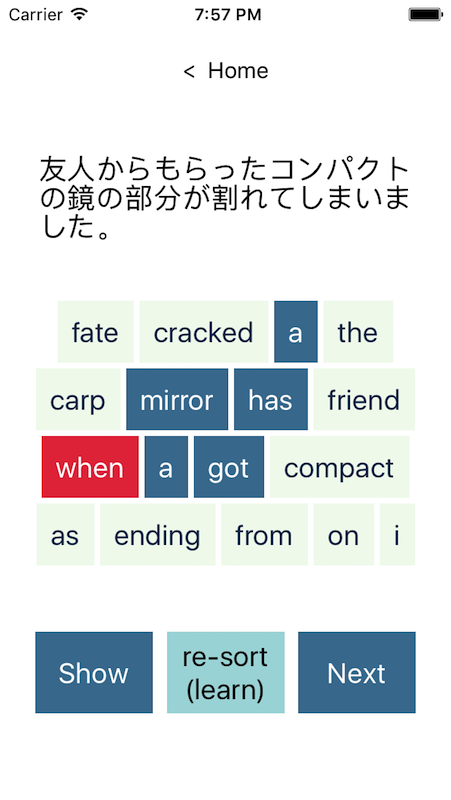 Carrier 7:57 PM
< Home
友人からもらったコンパクト
の鏡の部分が割れてしまいま
した。
fate cracked a the
carp mirror has friend
when a got compact
as ending from on i
Show re-sort Next
(learn)